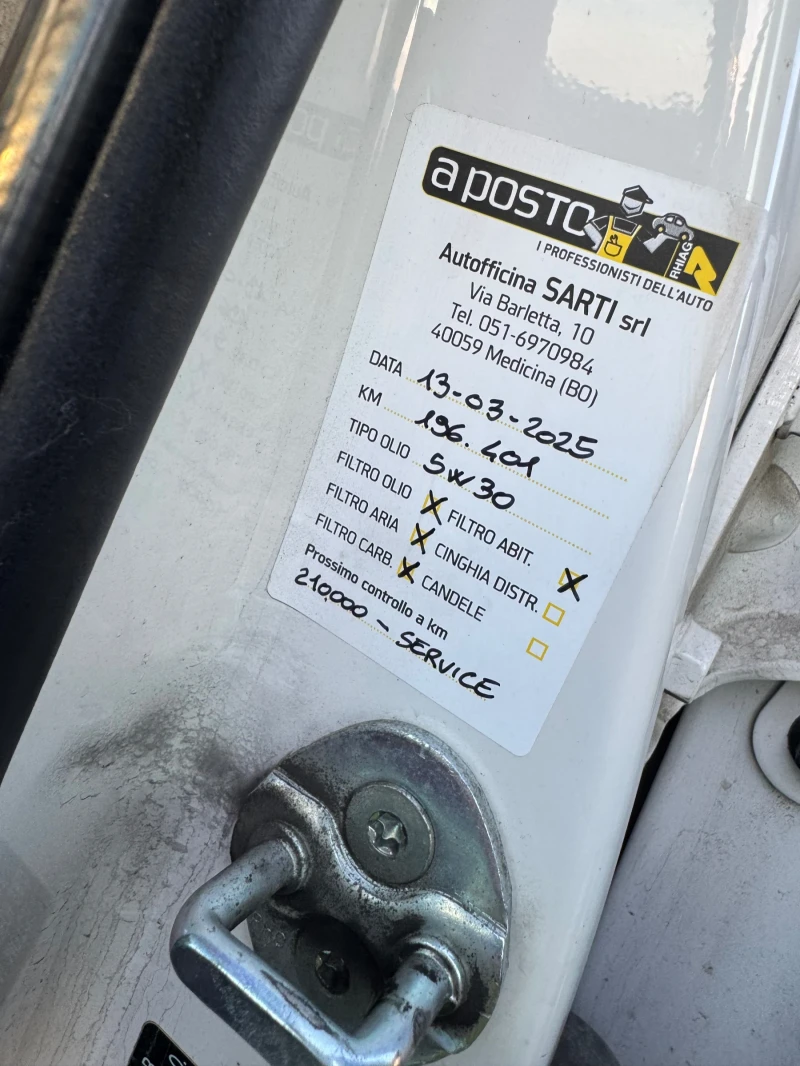 a posto
I PROFESSIONISTI DELL'AUTO
RHIAG
Autofficina SARTI srl
Via Barletta, 10
Tel. 051-6970984
40059 Medicina (BO)
DATA 13-03-2025
KM 196.401
TIPO OLIO 5W30
FILTRO OLIO X FILTRO ABIT. X
FILTRO ARIA X CINGHIA DISTR.
FILTRO CARB. X CANDELE
Prossimo controllo a km
210.000 - SERVICE